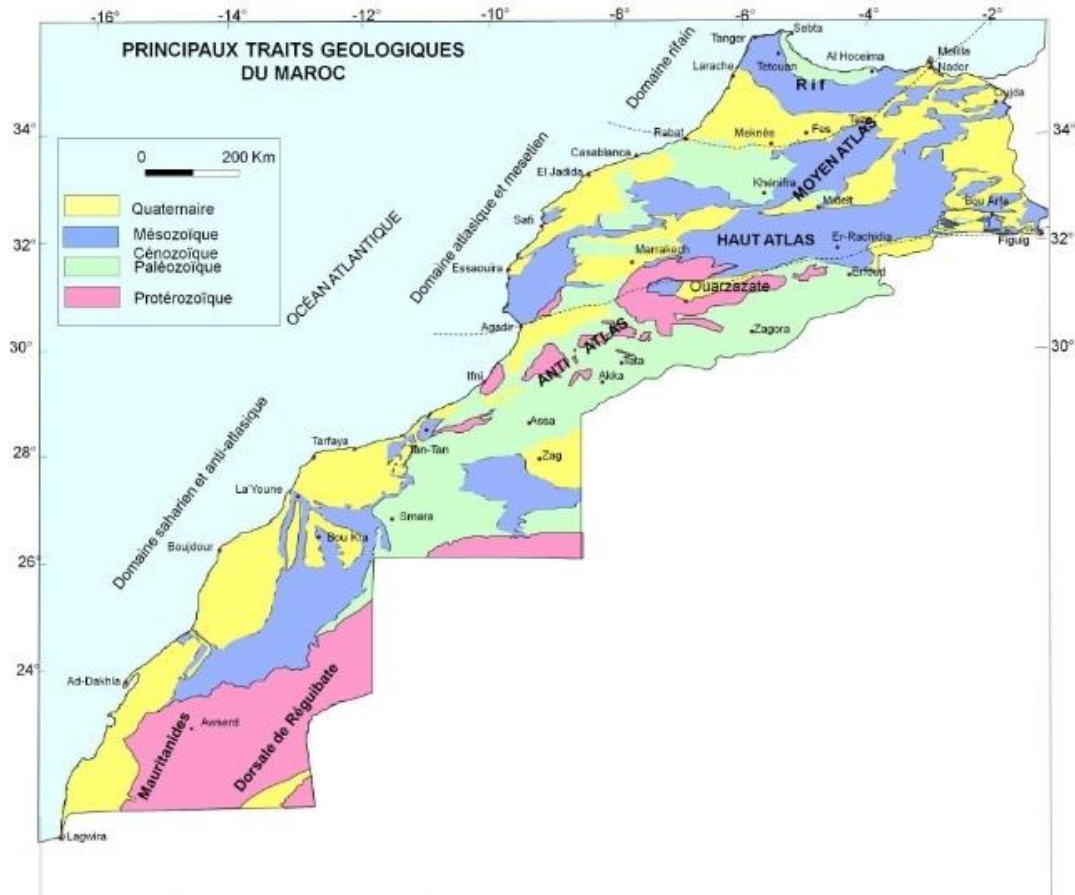 -16°
-14°
-12°
-10°
-8°
-6°
-4°
-2°
PRINCIPAUX TRAITS GEOLOGIQUES
DU MAROC
0 200 Km
Quaternaire
Mésozoïque
Cénozoïque
Paléozoïque
Protérozoïque
34°
32°
30°
28°
26°
24°
34°
32°
30°
OCÉAN ATLANTIQUE
Domaine rifain
Domaine atlasique et mesetien
Domaine saharien et anti-atlasique
Sebta
Tanger
Tetouan
Al Hoceima
Melilla
Nador
Larache
Rif
Oujda
Rabat
Meknès
Fes
Taza
Casablanca
El Jadida
MOYEN ATLAS
Khénifra
Midelt
Bou Arfa
Safi
HAUT ATLAS
Er-Rachidia
Figuig
Marrakech
Essaouira
Erfoud
Ouarzazate
Agadir
Zagora
ANTI ATLAS
Tata
Ifni
Akka
Assa
Tan-Tan
Tarfaya
Zag
La'Youne
Smara
Bou Kra
Boujdour
Ad-Dakhla
Awserd
Mauritanides
Dorsale de Réguibate
Lagwira